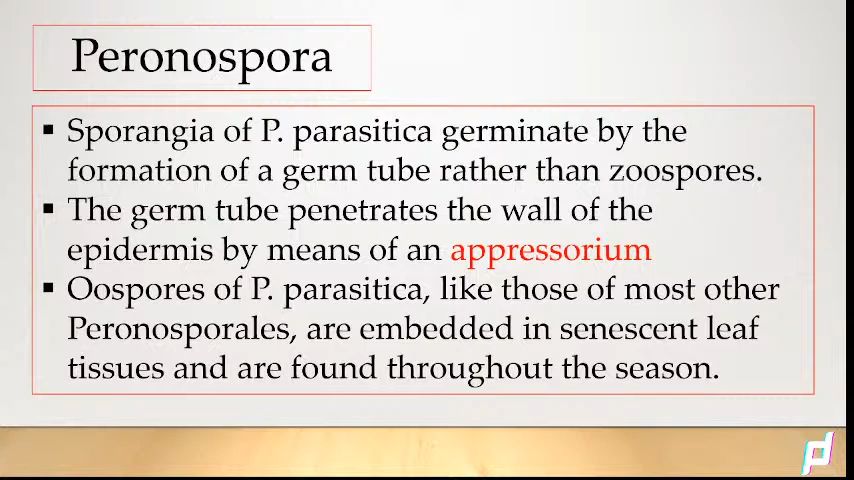 Peronospora
▪ Sporangia of P. parasitica germinate by the
formation of a germ tube rather than zoospores.
▪ The germ tube penetrates the wall of the
epidermis by means of an appressorium
▪ Oospores of P. parasitica, like those of most other
Peronosporales, are embedded in senescent leaf
tissues and are found throughout the season.